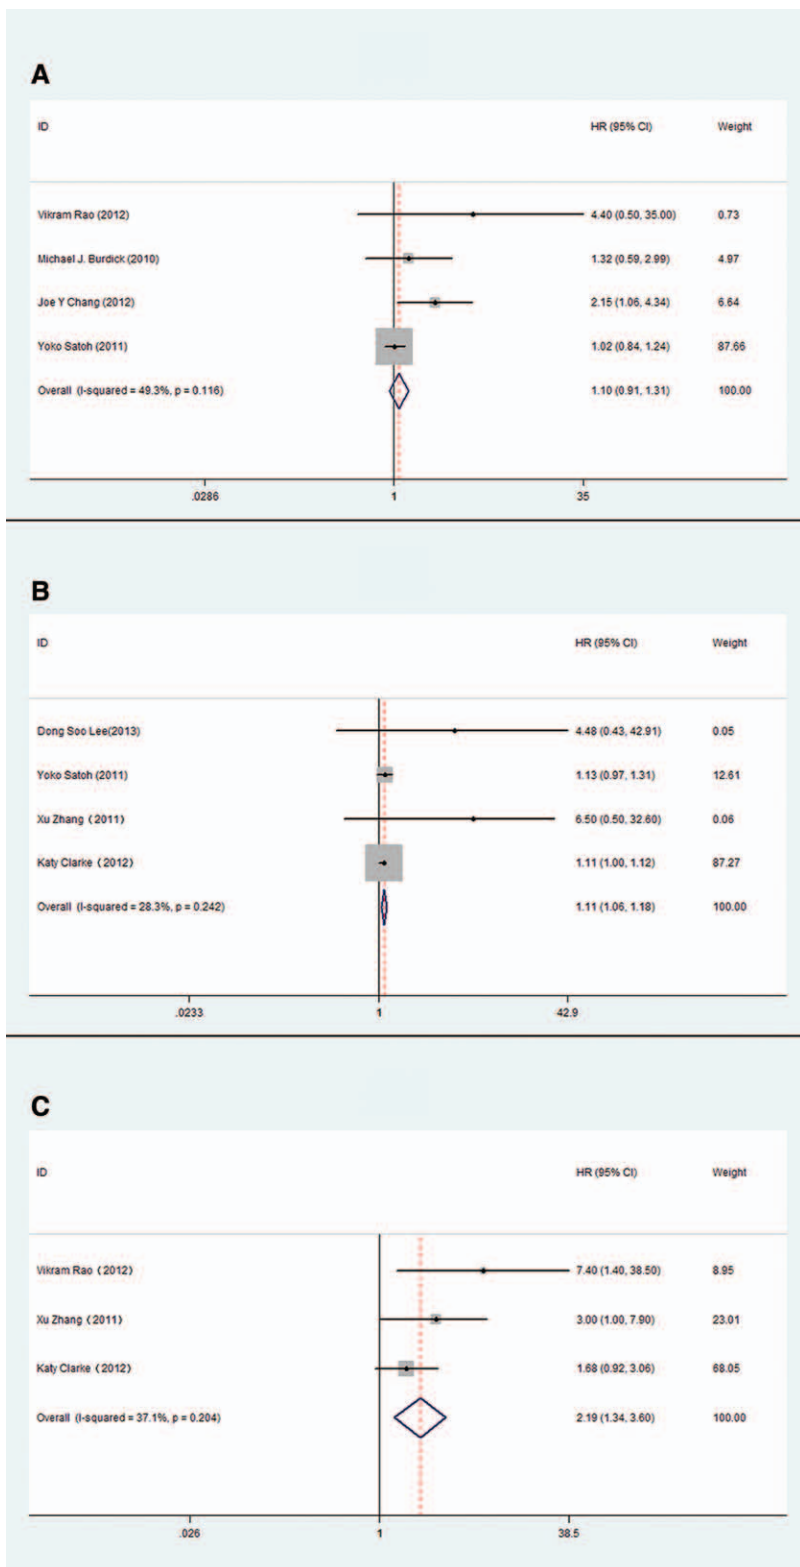 A
ID HR (95% CI) Weight
Vikram Rao (2012) 4.40 (0.50, 35.00) 0.73
Michael J. Burdick (2010) 1.32 (0.59, 2.99) 4.97
Joe Y Chang (2012) 2.15 (1.06, 4.34) 6.64
Yoko Satoh (2011) 1.02 (0.84, 1.24) 87.66
Overall (I-squared = 49.3%, p = 0.116) 1.10 (0.91, 1.31) 100.00
.0286 1 35
B
ID HR (95% CI) Weight
Dong Soo Lee(2013) 4.48 (0.43, 42.91) 0.05
Yoko Satoh (2011) 1.13 (0.97, 1.31) 12.61
Xu Zhang（2011） 6.50 (0.50, 32.60) 0.06
Katy Clarke（2012） 1.11 (1.00, 1.12) 87.27
Overall (I-squared = 28.3%, p = 0.242) 1.11 (1.06, 1.18) 100.00
.0233 1 42.9
C
ID HR (95% CI) Weight
Vikram Rao（2012） 7.40 (1.40, 38.50) 8.95
Xu Zhang（2011） 3.00 (1.00, 7.90) 23.01
Katy Clarke（2012） 1.68 (0.92, 3.06) 68.05
Overall (I-squared = 37.1%, p = 0.204) 2.19 (1.34, 3.60) 100.00
.026 1 38.5